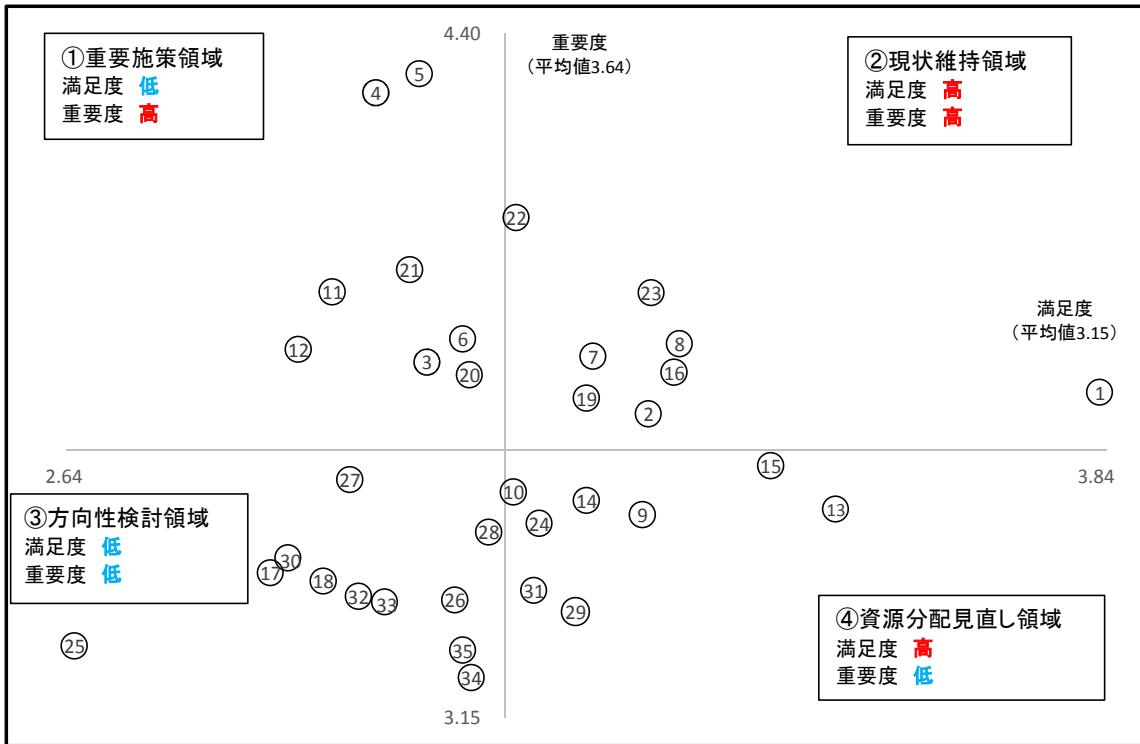 ①重要施策領域
満足度 低
重要度 高
4.40
重要度
(平均値3.64)
②現状維持領域
満足度 高
重要度 高
5
4
22
21
11
23
満足度
(平均値3.15)
6
12
3
20
7
8
16
1
19
2
2.64
3.84
15
27
10
14
9
13
24
28
③方向性検討領域
満足度 低
重要度 低
30
17
18
32
33
26
31
29
④資源分配見直し領域
満足度 高
重要度 低
25
35
34
3.15